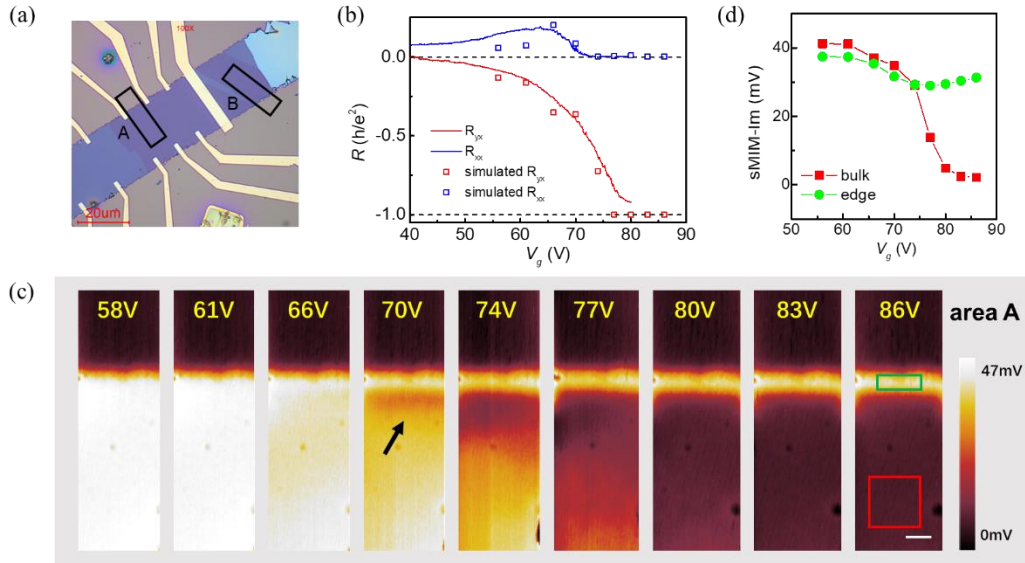 (a)
100X
A
B
20um
(b)
R (h/e²)
0.0
-0.5
-1.0
R_yx
R_xx
simulated R_yx
simulated R_xx
40 50 60 70 80 90
V_g (V)
(d)
sMIM-Im (mV)
40
20
0
bulk
edge
50 60 70 80 90
V_g (V)
(c)
58V 61V 66V 70V 74V 77V 80V 83V 86V
area A
47mV
0mV